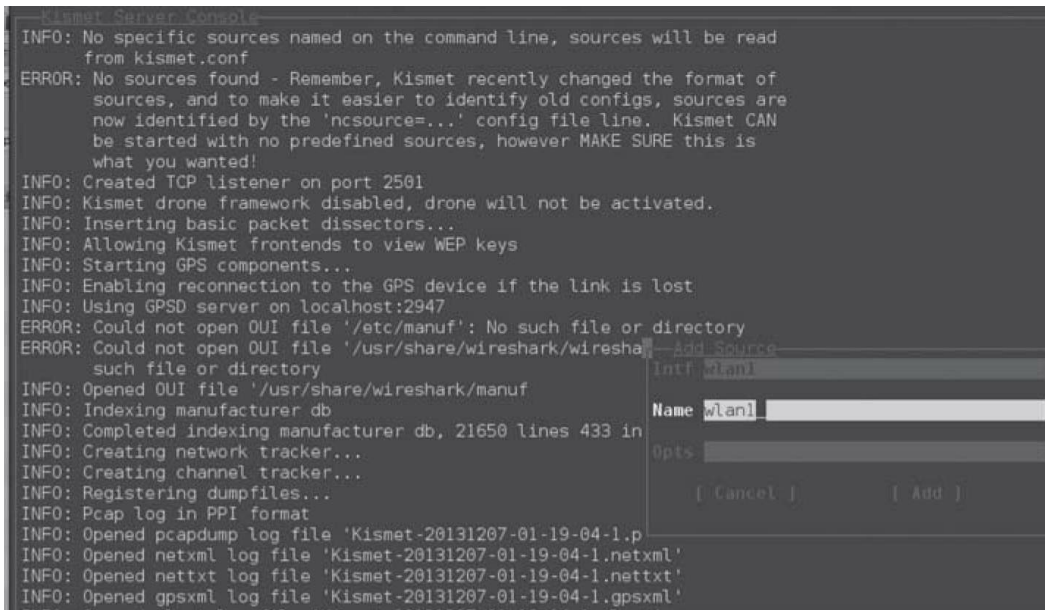 Kismet Server Console
INFO: No specific sources named on the command line, sources will be read
from kismet.conf
ERROR: No sources found - Remember, Kismet recently changed the format of
sources, and to make it easier to identify old configs, sources are
now identified by the 'ncsource=...' config file line. Kismet CAN
be started with no predefined sources, however MAKE SURE this is
what you wanted!
INFO: Created TCP listener on port 2501
INFO: Kismet drone framework disabled, drone will not be activated.
INFO: Inserting basic packet dissectors...
INFO: Allowing Kismet frontends to view WEP keys
INFO: Starting GPS components...
INFO: Enabling reconnection to the GPS device if the link is lost
INFO: Using GPSD server on localhost:2947
ERROR: Could not open OUI file '/etc/manuf': No such file or directory
ERROR: Could not open OUI file '/usr/share/wireshark/wiresha
such file or directory
INFO: Opened OUI file '/usr/share/wireshark/manuf
INFO: Indexing manufacturer db
INFO: Completed indexing manufacturer db, 21650 lines 433 in
INFO: Creating network tracker...
INFO: Creating channel tracker...
INFO: Registering dumpfiles...
INFO: Pcap log in PPI format
INFO: Opened pcapdump log file 'Kismet-20131207-01-19-04-1.p
INFO: Opened netxml log file 'Kismet-20131207-01-19-04-1.netxml'
INFO: Opened nettxt log file 'Kismet-20131207-01-19-04-1.nettxt'
INFO: Opened gpsxml log file 'Kismet-20131207-01-19-04-1.gpsxml'
Add Source
Intf wlan1
Name wlan1_
Opts
[ Cancel ] [ Add ]